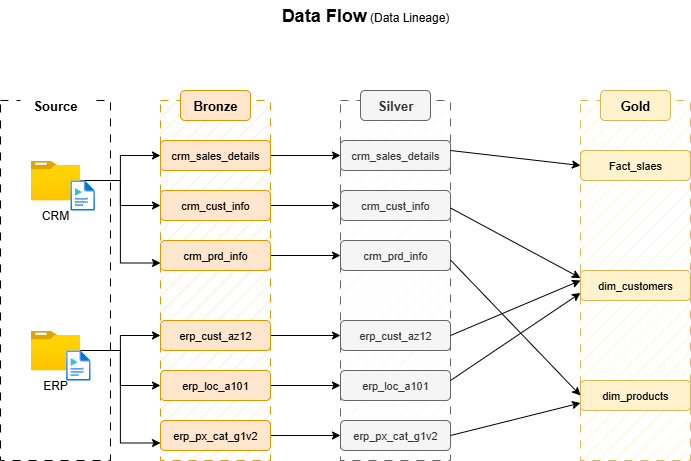 Data Flow (Data Lineage)
Source
Bronze
Silver
Gold
CRM
ERP
crm_sales_details
crm_cust_info
crm_prd_info
erp_cust_az12
erp_loc_a101
erp_px_cat_g1v2
crm_sales_details
crm_cust_info
crm_prd_info
erp_cust_az12
erp_loc_a101
erp_px_cat_g1v2
Fact_slaes
dim_customers
dim_products